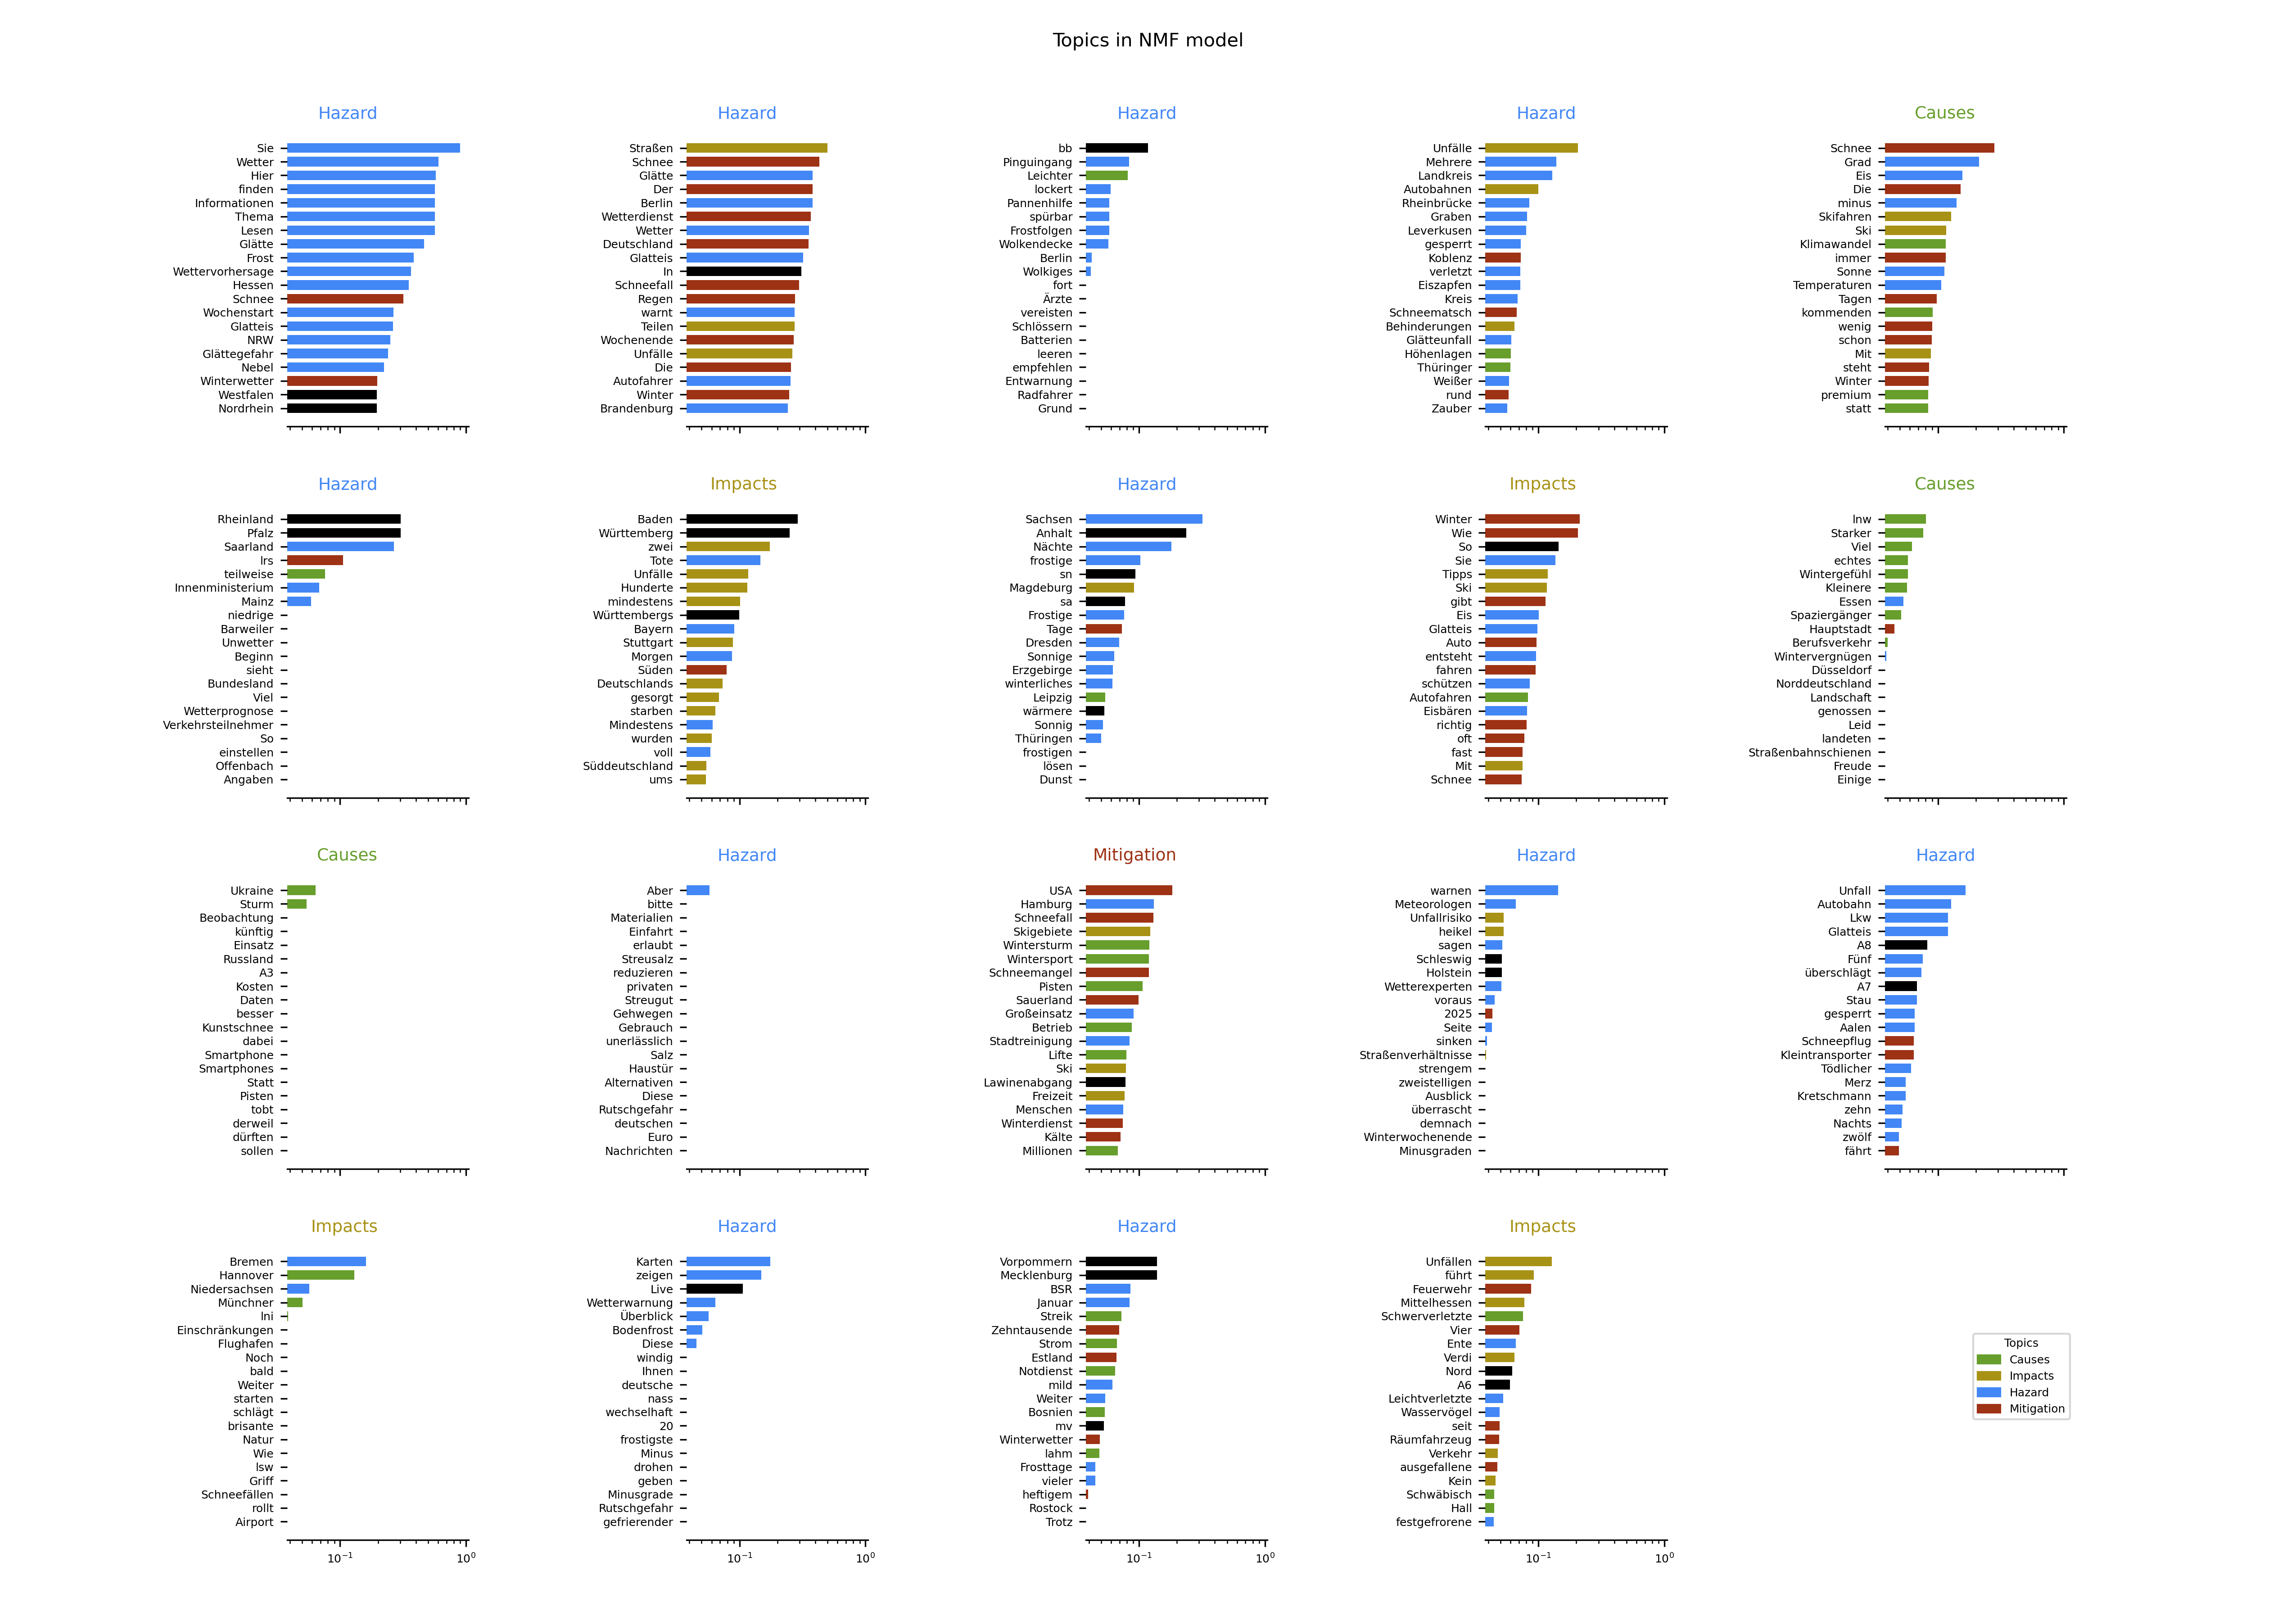 Topics in NMF model
Hazard
Sie
Wetter
Hier
finden
Informationen
Thema
Lesen
Glätte
Frost
Wettervorhersage
Hessen
Schnee
Wochenstart
Glatteis
NRW
Glättegefahr
Nebel
Winterwetter
Westfalen
Nordrhein
Hazard
Straßen
Schnee
Glätte
Der
Berlin
Wetterdienst
Wetter
Deutschland
Glatteis
In
Schneefall
Regen
warnt
Teilen
Wochenende
Unfälle
Die
Autofahrer
Winter
Brandenburg
Hazard
bb
Pinguingang
Leichter
lockert
Pannenhilfe
spürbar
Frostfolgen
Wolkendecke
Berlin
Wolkiges
fort
Ärzte
vereisten
Schlössern
Batterien
leeren
empfehlen
Entwarnung
Radfahrer
Grund
Hazard
Unfälle
Mehrere
Landkreis
Autobahnen
Rheinbrücke
Graben
Leverkusen
gesperrt
Koblenz
verletzt
Eiszapfen
Kreis
Schneematsch
Behinderungen
Glätteunfall
Höhenlagen
Thüringer
Weißer
rund
Zauber
Causes
Schnee
Grad
Eis
Die
minus
Skifahren
Ski
Klimawandel
immer
Sonne
Temperaturen
Tagen
kommenden
wenig
schon
Mit
steht
Winter
premium
statt
Hazard
Rheinland
Pfalz
Saarland
lrs
teilweise
Innenministerium
Mainz
niedrige
Barweiler
Unwetter
Beginn
sieht
Bundesland
Viel
Wetterprognose
Verkehrsteilnehmer
So
einstellen
Offenbach
Angaben
Impacts
Baden
Württemberg
zwei
Tote
Unfälle
Hunderte
mindestens
Württembergs
Bayern
Stuttgart
Morgen
Süden
Deutschlands
gesorgt
starben
Mindestens
wurden
voll
Süddeutschland
ums
Hazard
Sachsen
Anhalt
Nächte
frostige
sn
Magdeburg
sa
Frostige
Tage
Dresden
Sonnige
Erzgebirge
winterliches
Leipzig
wärmere
Sonnig
Thüringen
frostigen
lösen
Dunst
Impacts
Winter
Wie
So
Sie
Tipps
Ski
gibt
Eis
Glatteis
Auto
entsteht
fahren
schützen
Autofahren
Eisbären
richtig
oft
fast
Mit
Schnee
Causes
lnw
Starker
Viel
echtes
Wintergefühl
Kleinere
Essen
Spaziergänger
Hauptstadt
Berufsverkehr
Wintervergnügen
Düsseldorf
Norddeutschland
Landschaft
genossen
Leid
landeten
Straßenbahnschienen
Freude
Einige
Causes
Ukraine
Sturm
Beobachtung
künftig
Einsatz
Russland
A3
Kosten
Daten
besser
Kunstschnee
dabei
Smartphone
Smartphones
Statt
Pisten
tobt
derweil
dürften
sollen
Hazard
Aber
bitte
Materialien
Einfahrt
erlaubt
Streusalz
reduzieren
privaten
Streugut
Gehwegen
Gebrauch
unerlässlich
Salz
Haustür
Alternativen
Diese
Rutschgefahr
deutschen
Euro
Nachrichten
Mitigation
USA
Hamburg
Schneefall
Skigebiete
Wintersturm
Wintersport
Schneemangel
Pisten
Sauerland
Großeinsatz
Betrieb
Stadtreinigung
Lifte
Ski
Lawinenabgang
Freizeit
Menschen
Winterdienst
Kälte
Millionen
Hazard
warnen
Meteorologen
Unfallrisiko
heikel
sagen
Schleswig
Holstein
Wetterexperten
voraus
2025
Seite
sinken
Straßenverhältnisse
strengem
zweistelligen
Ausblick
überrascht
demnach
Winterwochenende
Minusgraden
Hazard
Unfall
Autobahn
Lkw
Glatteis
A8
Fünf
überschlägt
A7
Stau
gesperrt
Aalen
Schneepflug
Kleintransporter
Tödlicher
Merz
Kretschmann
zehn
Nachts
zwölf
fährt
Impacts
Bremen
Hannover
Niedersachsen
Münchner
lni
Einschränkungen
Flughafen
Noch
bald
Weiter
starten
schlägt
brisante
Natur
Wie
lsw
Griff
Schneefällen
rollt
Airport
10⁻¹ 10⁰
Hazard
Karten
zeigen
Live
Wetterwarnung
Überblick
Bodenfrost
Diese
windig
Ihnen
deutsche
nass
wechselhaft
20
frostigste
Minus
drohen
geben
Minusgrade
Rutschgefahr
gefrierender
10⁻¹ 10⁰
Hazard
Vorpommern
Mecklenburg
BSR
Januar
Streik
Zehntausende
Strom
Estland
Notdienst
mild
Weiter
Bosnien
mv
Winterwetter
lahm
Frosttage
vieler
heftigem
Rostock
Trotz
10⁻¹ 10⁰
Impacts
Unfällen
führt
Feuerwehr
Mittelhessen
Schwerverletzte
Vier
Ente
Verdi
Nord
A6
Leichtverletzte
Wasservögel
seit
Räumfahrzeug
Verkehr
ausgefallene
Kein
Schwäbisch
Hall
festgefrorene
10⁻¹ 10⁰
Topics
Causes
Impacts
Hazard
Mitigation